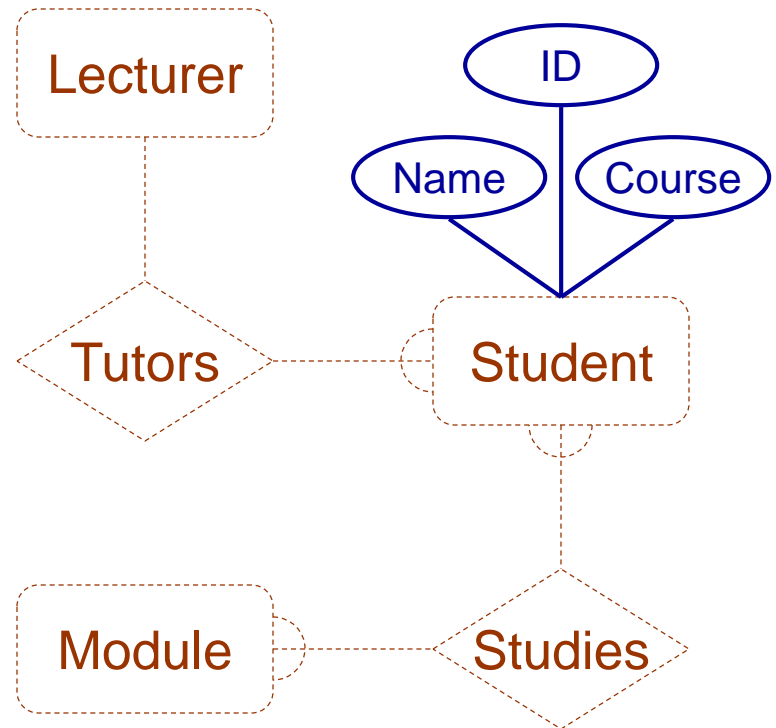 Lecturer
ID
Name
Course
Tutors
Student
Module
Studies